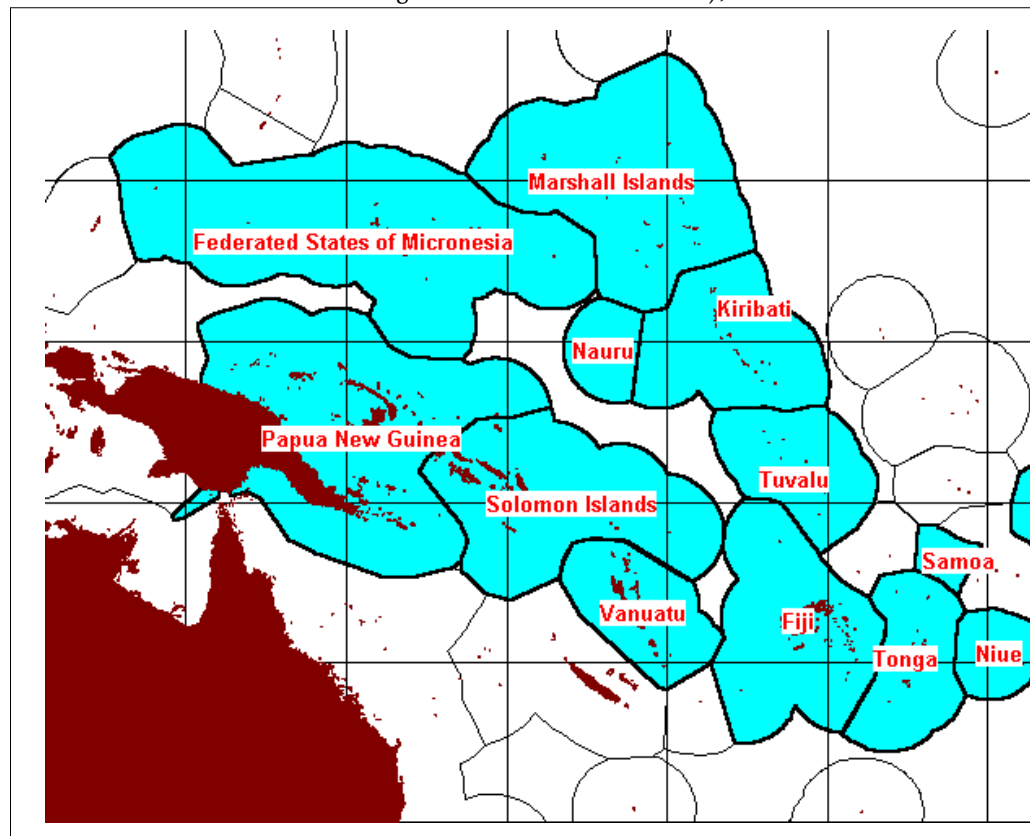 Marshall Islands
Federated States of Micronesia
Kiribati
Nauru
Papua New Guinea
Tuvalu
Solomon Islands
Samoa
Vanuatu
Fiji
Tonga
Niue